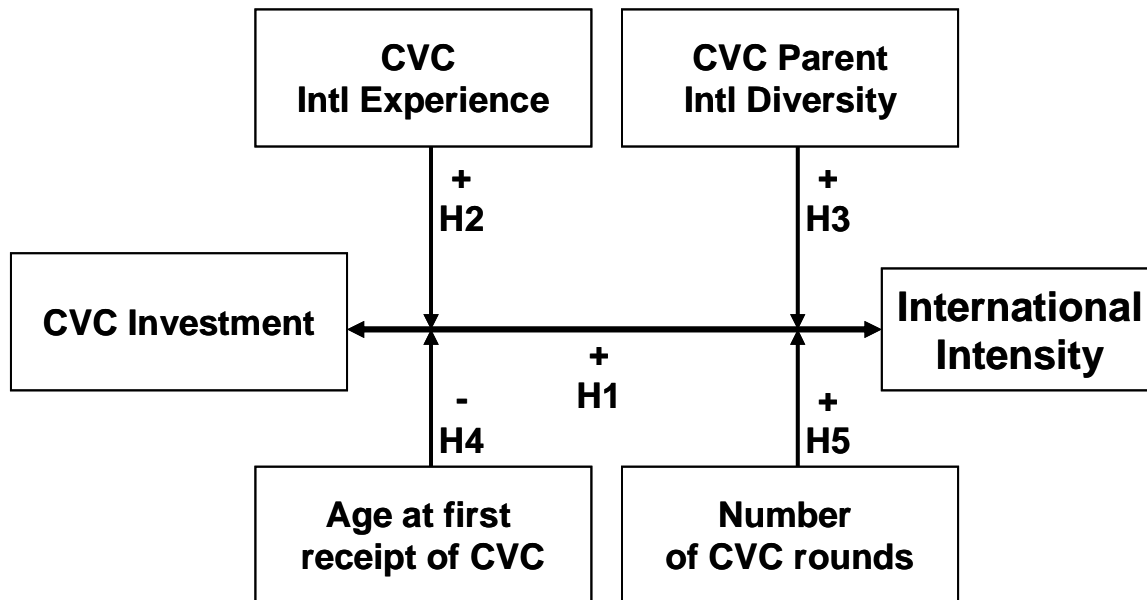 CVC
Intl Experience
CVC Parent
Intl Diversity
+
H2
+
H3
CVC Investment
International
Intensity
+
H1
-
H4
+
H5
Age at first
receipt of CVC
Number
of CVC rounds